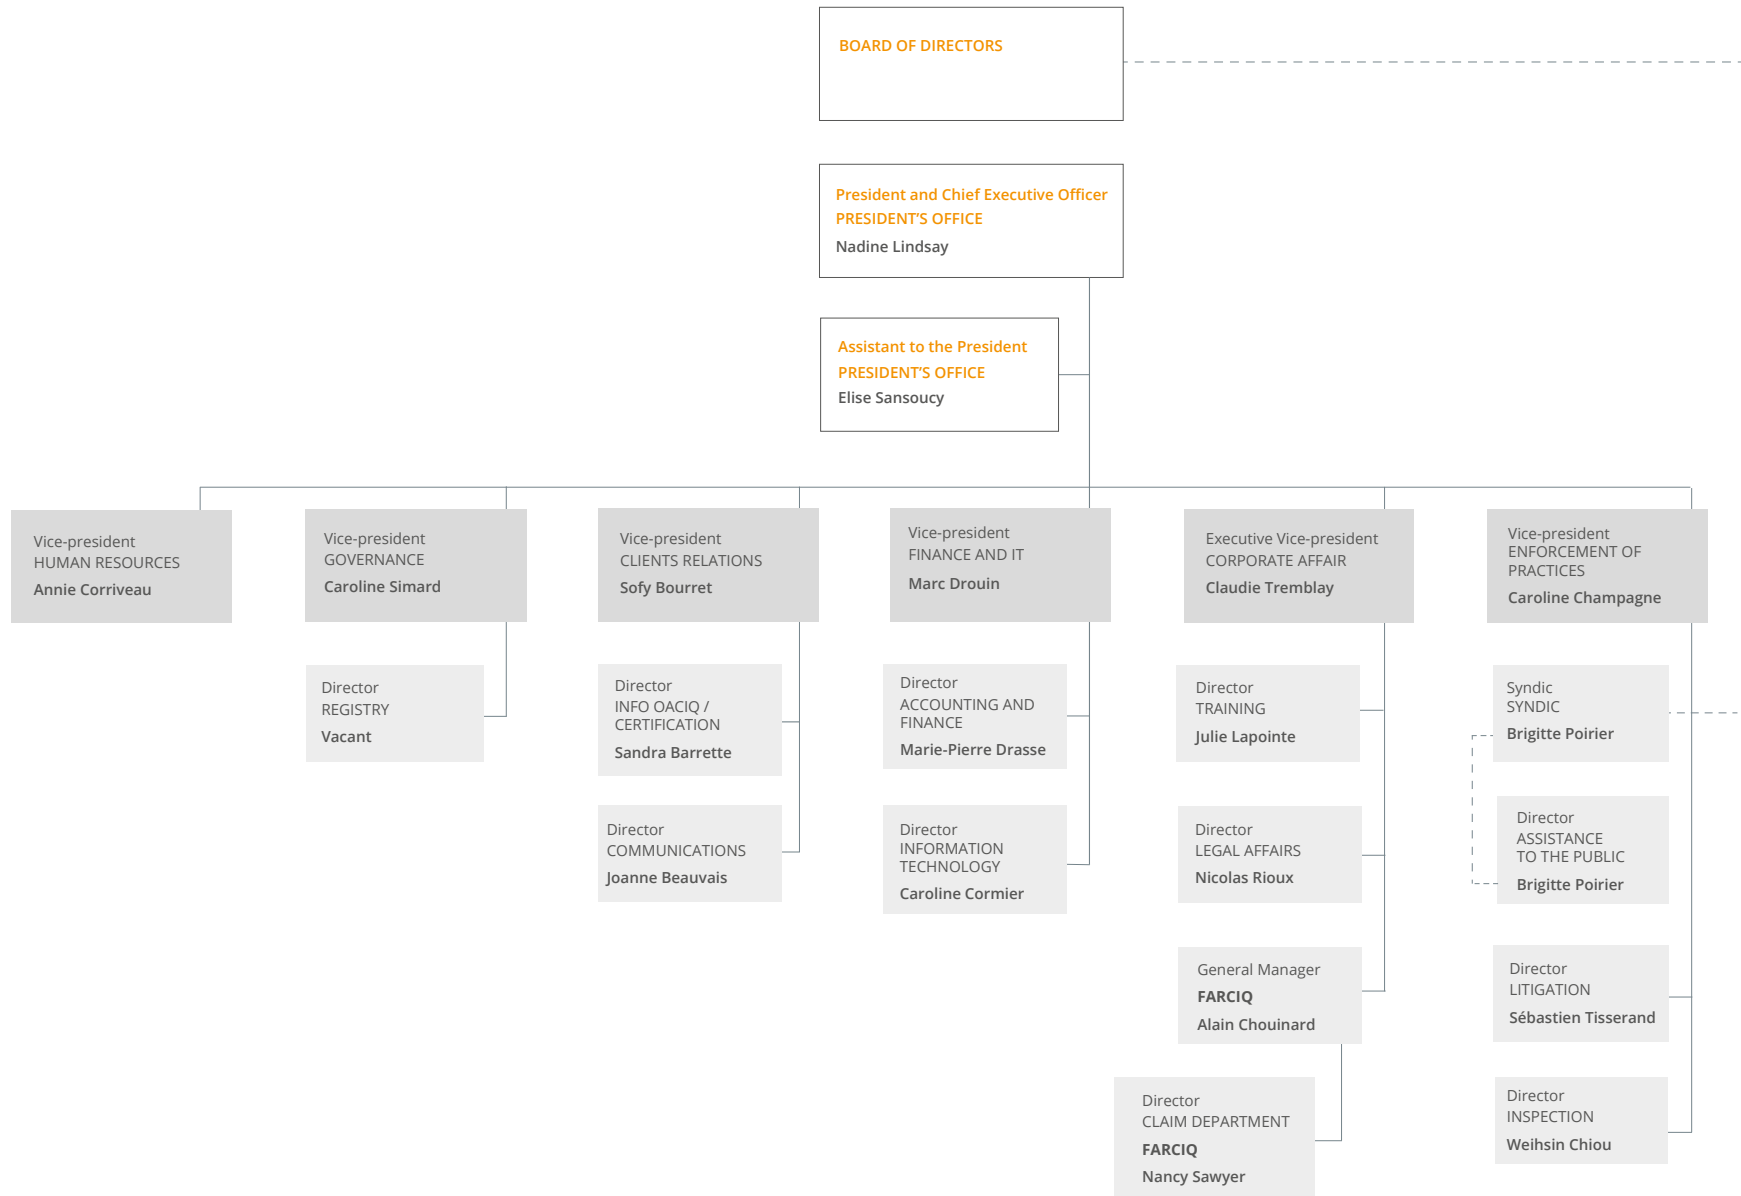 BOARD OF DIRECTORS
President and Chief Executive Officer
PRESIDENT'S OFFICE
Nadine Lindsay
Assistant to the President
PRESIDENT'S OFFICE
Elise Sansoucy
Vice-president
HUMAN RESOURCES
Annie Corriveau
Vice-president
GOVERNANCE
Caroline Simard
Vice-president
CLIENTS RELATIONS
Sofy Bourret
Vice-president
FINANCE AND IT
Marc Drouin
Executive Vice-president
CORPORATE AFFAIR
Claudie Tremblay
Vice-president
ENFORCEMENT OF
PRACTICES
Caroline Champagne
Director
REGISTRY
Vacant
Director
INFO OACIQ /
CERTIFICATION
Sandra Barrette
Director
ACCOUNTING AND
FINANCE
Marie-Pierre Drasse
Director
TRAINING
Julie Lapointe
Syndic
SYNDIC
Brigitte Poirier
Director
COMMUNICATIONS
Joanne Beauvais
Director
INFORMATION
TECHNOLOGY
Caroline Cormier
Director
LEGAL AFFAIRS
Nicolas Rioux
Director
ASSISTANCE
TO THE PUBLIC
Brigitte Poirier
General Manager
FARCIQ
Alain Chouinard
Director
LITIGATION
Sébastien Tisserand
Director
CLAIM DEPARTMENT
FARCIQ
Nancy Sawyer
Director
INSPECTION
Weihsin Chiou